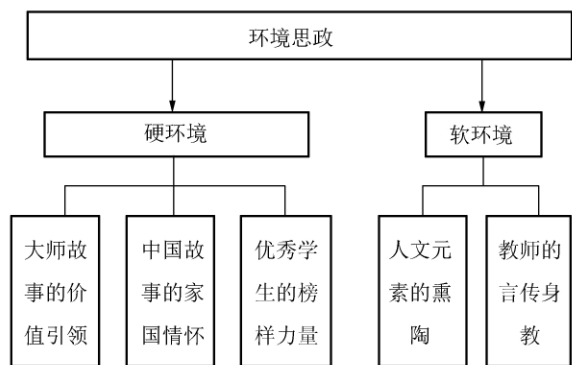 环境思政
硬环境
软环境
大师故
事的价
值引领
中国故
事的家
国情怀
优秀学
生的榜
样力量
人文元
素的熏
陶
教师的
言传身
教